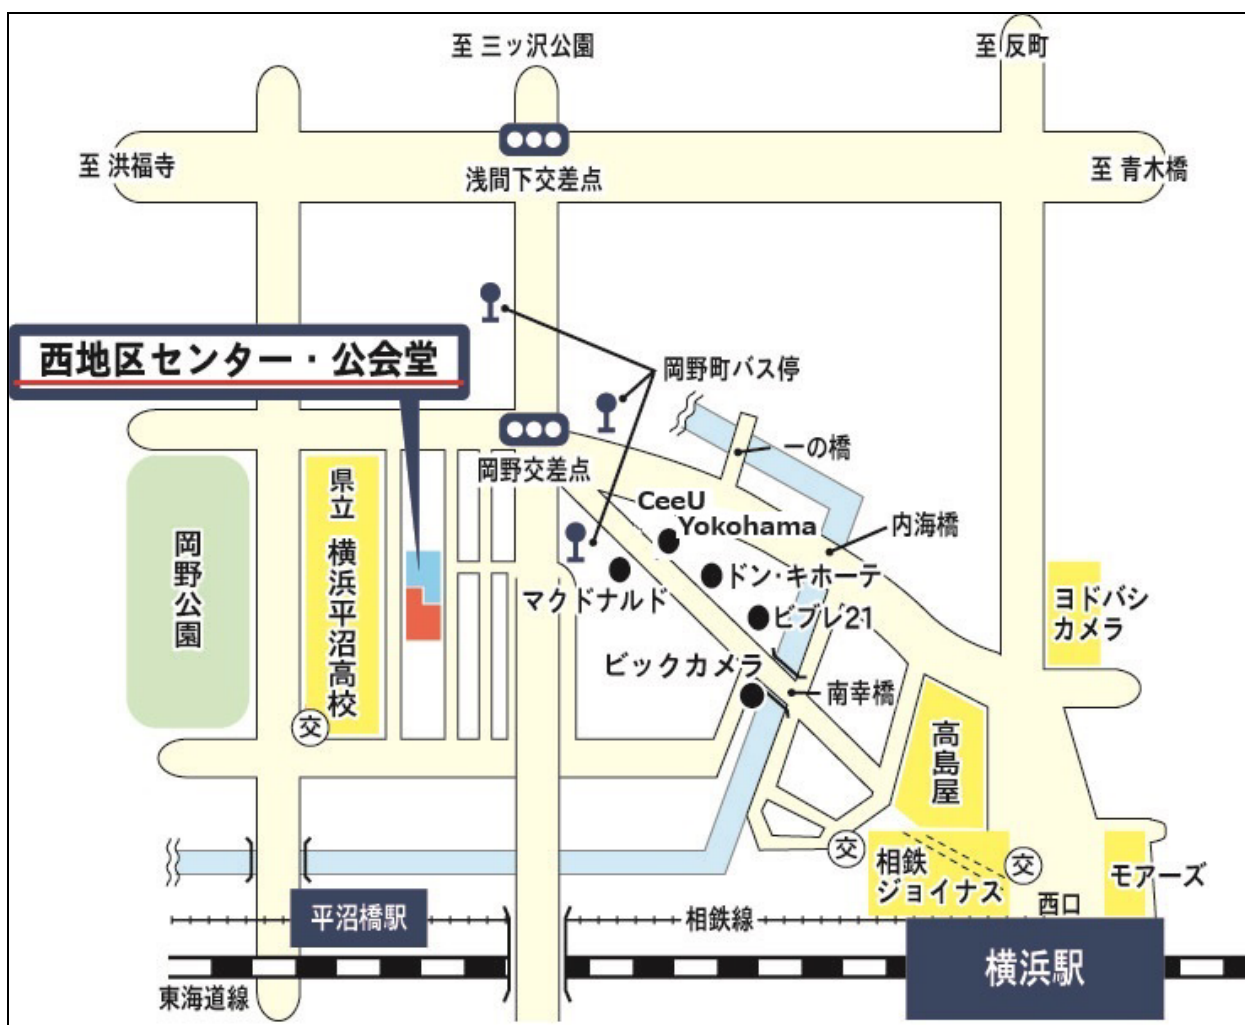 至 三ッ沢公園
至 反町
至 洪福寺
浅間下交差点
至 青木橋
西地区センター・公会堂
岡野町バス停
一の橋
岡野交差点
県立 横浜平沼高校
岡野公園
CeeU
Yokohama
内海橋
ドン・キホーテ
マクドナルド
ビブレ21
ヨドバシ
カメラ
ビックカメラ
南幸橋
交
高島屋
交
相鉄
ジョイナス
交
モアーズ
西口
平沼橋駅
相鉄線
横浜駅
東海道線